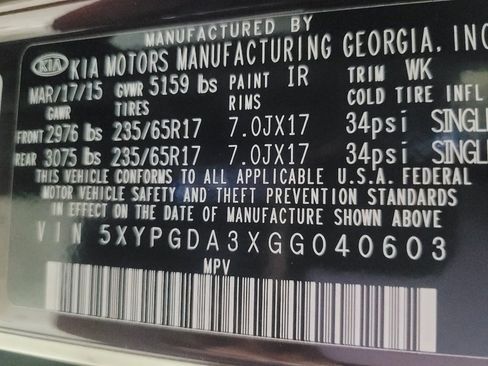 MANUFACTURED BY
KIA KIA MOTORS MANUFACTURING GEORGIA, INC
MAR/17/15 GVWR 5159 lbs PAINT IR TRIM WK
GAWR TIRES RIMS COLD TIRE INFL
FRONT 2976 lbs 235/65R17 7.0JX17 34psi SINGLE
REAR 3075 lbs 235/65R17 7.0JX17 34psi SINGLE
THIS VEHICLE CONFORMS TO ALL APPLICABLE U.S.A. FEDERAL
MOTOR VEHICLE SAFETY AND THEFT PREVENTION STANDARDS
IN EFFECT ON THE DATE OF MANUFACTURE SHOWN ABOVE
VIN 5XYPGDA3XGG040603
MPV